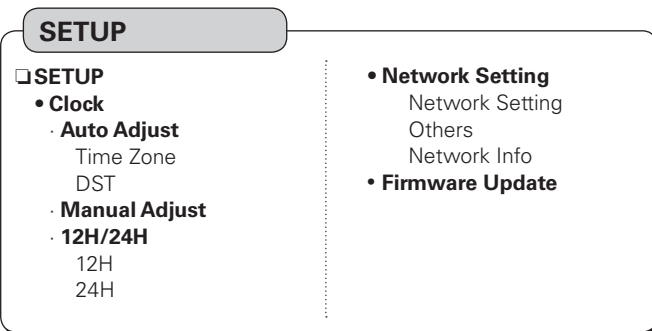 SETUP
❏SETUP
• Clock
· Auto Adjust
Time Zone
DST
· Manual Adjust
· 12H/24H
12H
24H
• Network Setting
Network Setting
Others
Network Info
• Firmware Update